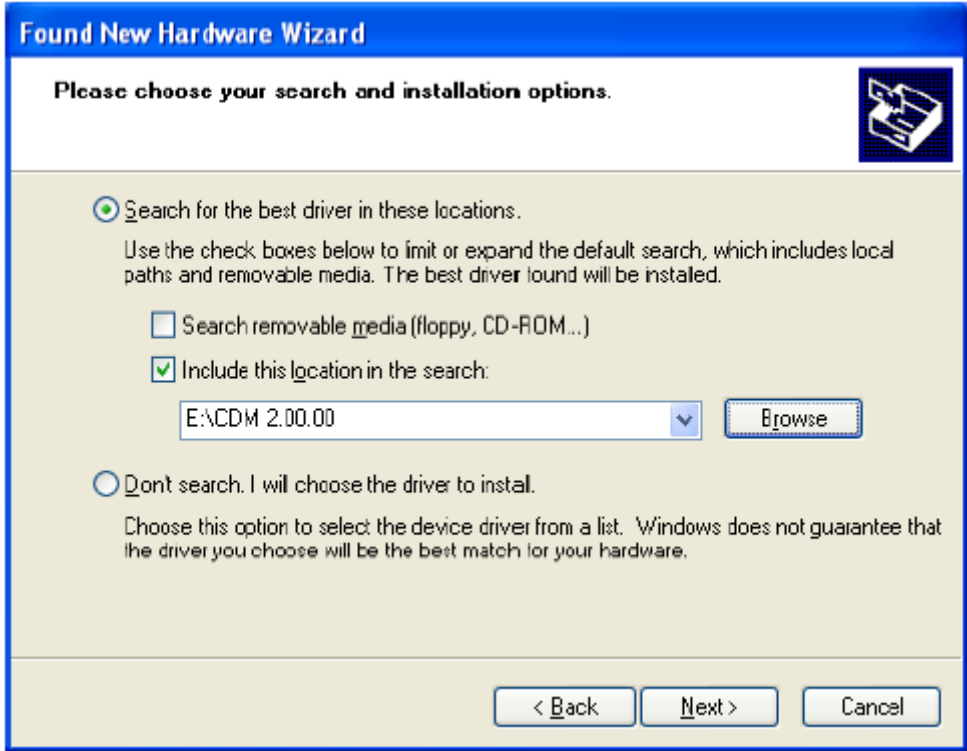 Found New Hardware Wizard
Please choose your search and installation options.
Search for the best driver in these locations.
Use the check boxes below to limit or expand the default search, which includes local
paths and removable media. The best driver found will be installed.
Search removable media (floppy, CD-ROM...)
Include this location in the search:
E:\CDM 2.00.00
Browse
Don't search. I will choose the driver to install.
Choose this option to select the device driver from a list. Windows does not guarantee that
the driver you choose will be the best match for your hardware.
< Back
Next >
Cancel